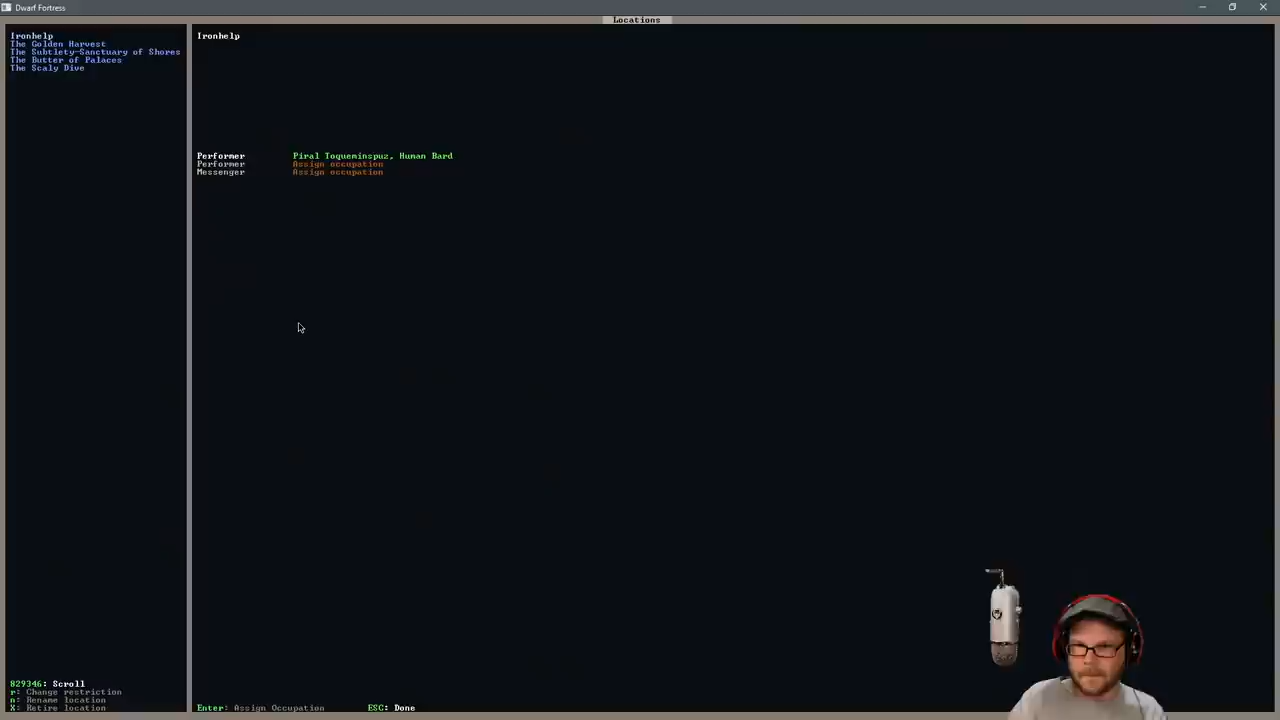 Dwarf Fortress
Locations
Ironhelp
The Golden Harvest
The Subtlety-Sanctuary of Shores
The Butter of Palaces
The Scaly Dive
Ironhelp
Performer Piral Toqueminspuz, Human Bard
Performer Assign occupation
Messenger Assign occupation
829346: Scroll
r: Change restriction
n: Rename location
X: Retire location
Enter: Assign Occupation ESC: Done